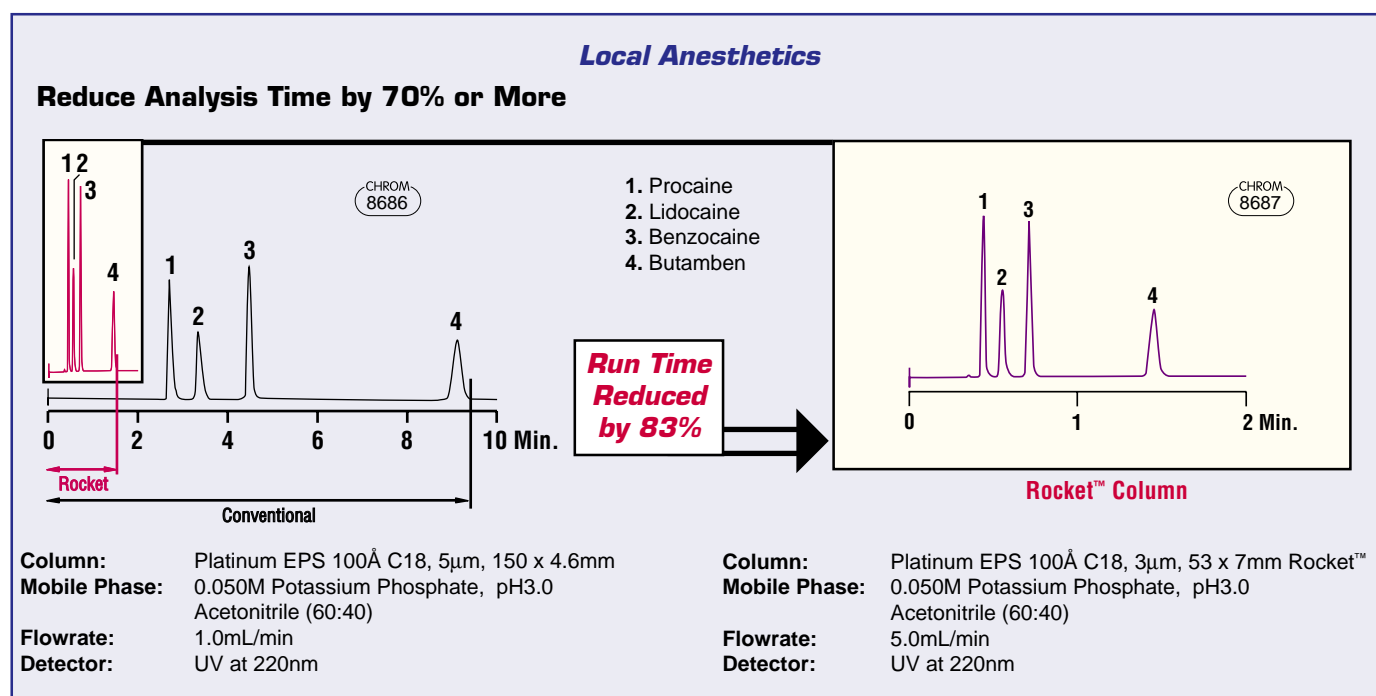 Local Anesthetics
Reduce Analysis Time by 70% or More
1 2
3
4
CHROM
8686
1
2
3
4
0 2 4 6 8 10 Min.
Rocket
Conventional
1. Procaine
2. Lidocaine
3. Benzocaine
4. Butamben
Run Time
Reduced
by 83%
CHROM
8687
1
2
3
4
0 1 2 Min.
Rocket™ Column
Column: Platinum EPS 100Å C18, 5µm, 150 x 4.6mm
Mobile Phase: 0.050M Potassium Phosphate, pH3.0
Acetonitrile (60:40)
Flowrate: 1.0mL/min
Detector: UV at 220nm
Column: Platinum EPS 100Å C18, 3µm, 53 x 7mm Rocket™
Mobile Phase: 0.050M Potassium Phosphate, pH3.0
Acetonitrile (60:40)
Flowrate: 5.0mL/min
Detector: UV at 220nm